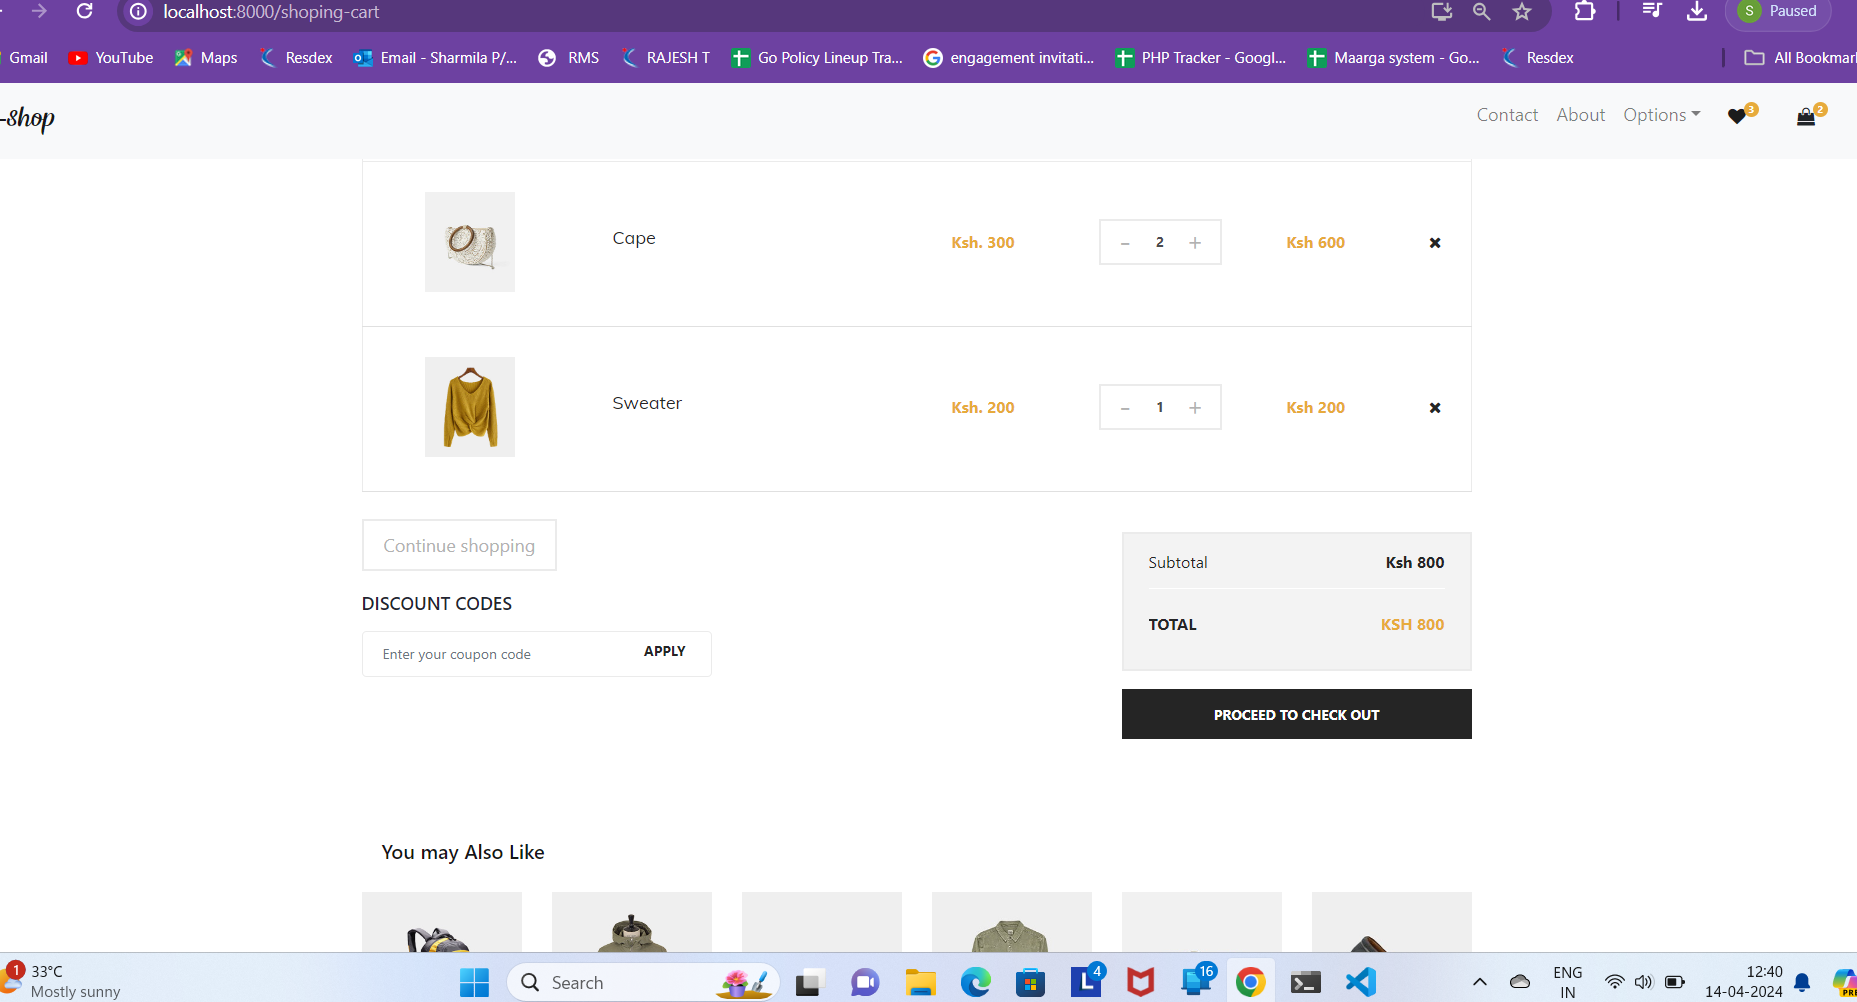 localhost:8000/shoping-cart
S Paused
Gmail YouTube Maps Resdex Email - Sharmila P/... RMS RAJESH T Go Policy Lineup Tra... engagement invitati... PHP Tracker - Googl... Maarga system - Go... Resdex All Bookmar
-shop
Contact About Options 3 2
Cape Ksh. 300 - 2 + Ksh 600
Sweater Ksh. 200 - 1 + Ksh 200
Continue shopping
Subtotal Ksh 800
DISCOUNT CODES
TOTAL KSH 800
Enter your coupon code APPLY
PROCEED TO CHECK OUT
You may Also Like
1 33°C
Mostly sunny
Search
L 4
16
ENG
IN
12:40
14-04-2024
PRE